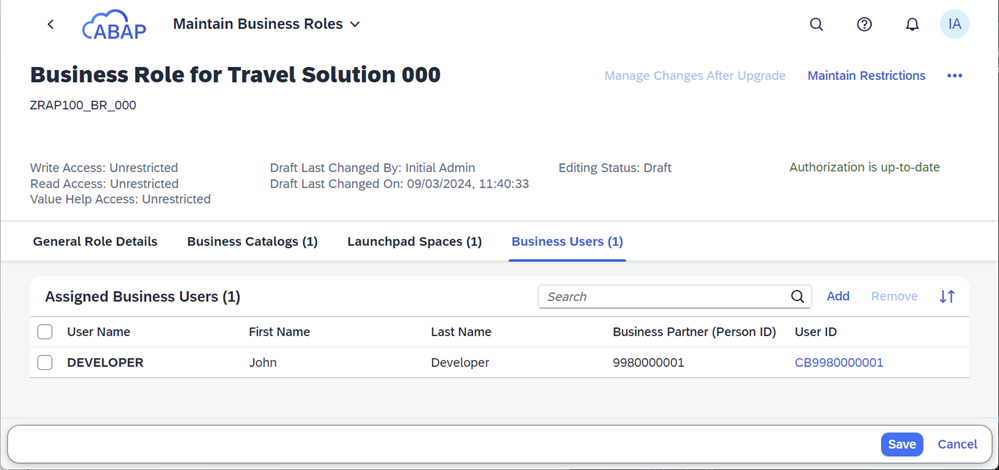 ABAP Maintain Business Roles IA
Business Role for Travel Solution 000 Manage Changes After Upgrade Maintain Restrictions
ZRAP100_BR_000
Write Access: Unrestricted Draft Last Changed By: Initial Admin Editing Status: Draft Authorization is up-to-date
Read Access: Unrestricted Draft Last Changed On: 09/03/2024, 11:40:33
Value Help Access: Unrestricted
General Role Details Business Catalogs (1) Launchpad Spaces (1) Business Users (1)
Assigned Business Users (1) Search Add Remove
User Name First Name Last Name Business Partner (Person ID) User ID
DEVELOPER John Developer 9980000001 CB9980000001
Save Cancel